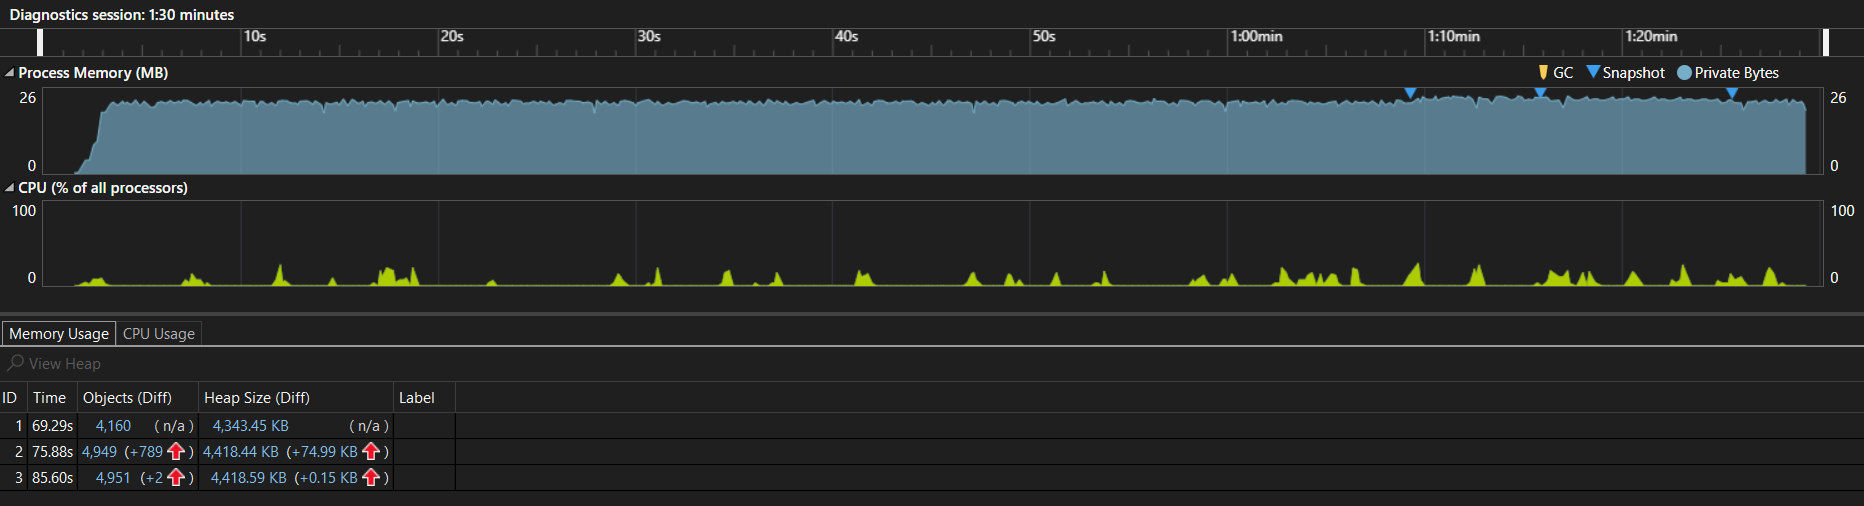 Diagnostics session: 1:30 minutes
10s 20s 30s 40s 50s 1:00min 1:10min 1:20min
Process Memory (MB) GC Snapshot Private Bytes
26 26
0 0
CPU (% of all processors)
100 100
0 0
Memory Usage CPU Usage
View Heap
ID Time Objects (Diff) Heap Size (Diff) Label
1 69.29s 4,160 (n/a) 4,343.45 KB (n/a)
2 75.88s 4,949 (+789) 4,418.44 KB (+74.99 KB)
3 85.60s 4,951 (+2) 4,418.59 KB (+0.15 KB)